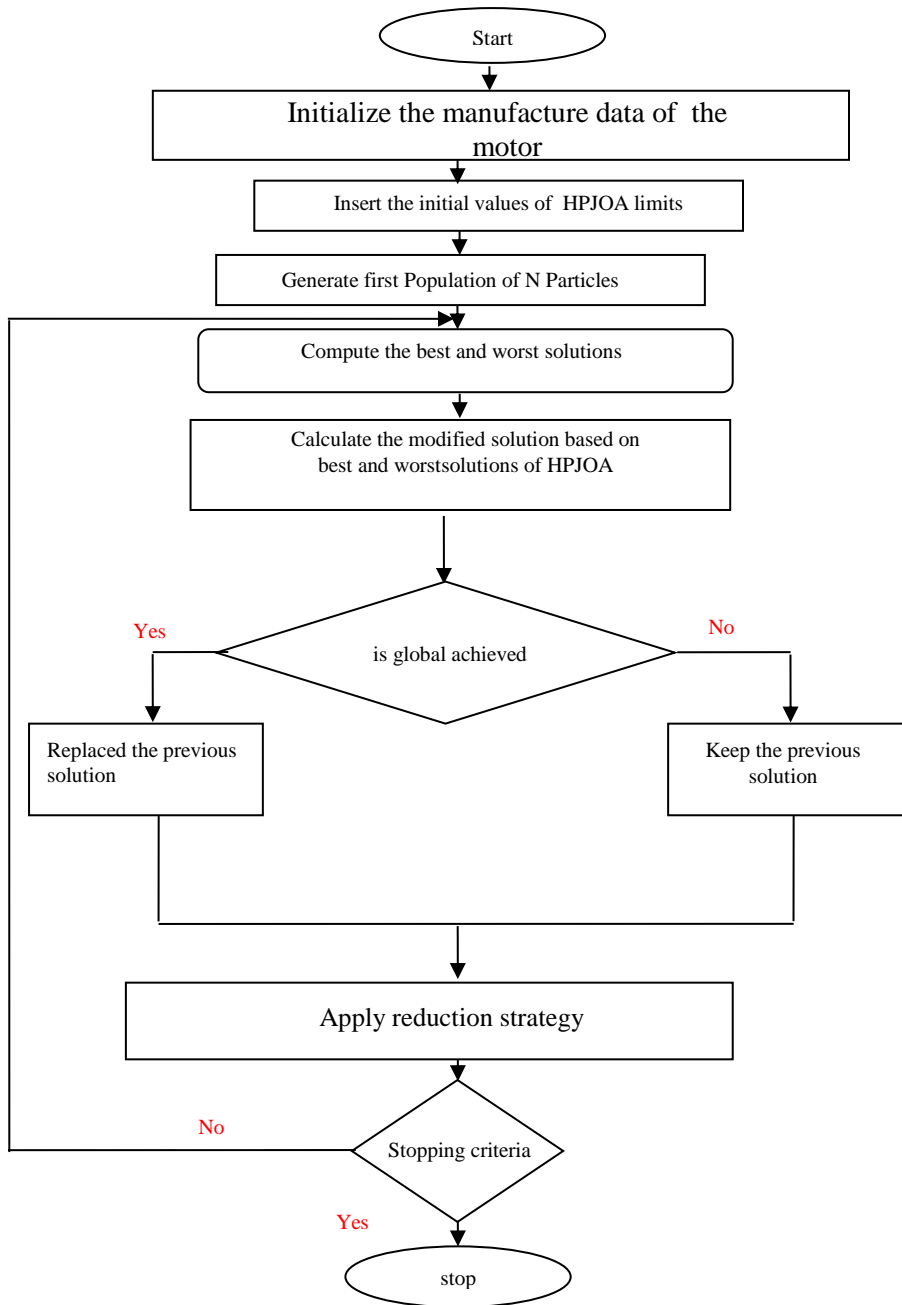 Start
Initialize the manufacture data of the
motor
Insert the initial values of HPJOA limits
Generate first Population of N Particles
Compute the best and worst solutions
Calculate the modified solution based on
best and worstsolutions of HPJOA
Yes
No
is global achieved
Replaced the previous
solution
Keep the previous
solution
Apply reduction strategy
No
Stopping criteria
Yes
stop